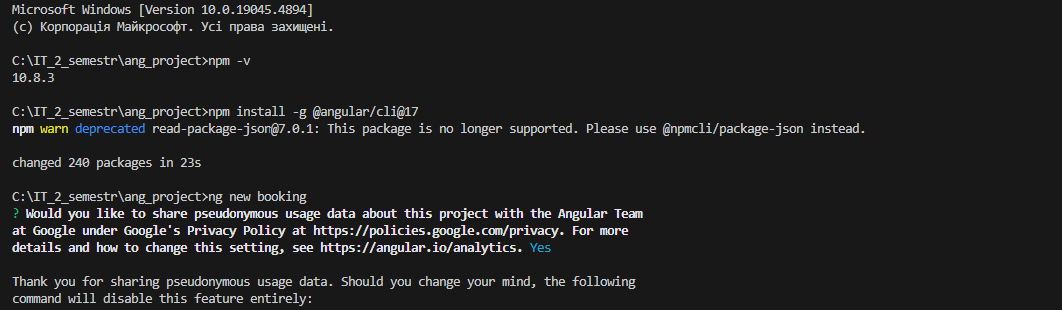 Microsoft Windows [Version 10.0.19045.4894]
(c) Корпорація Майкрософт. Усі права захищені.
C:\IT_2_semestr\ang_project>npm -v
10.8.3
C:\IT_2_semestr\ang_project>npm install -g @angular/cli@17
npm warn deprecated read-package-json@7.0.1: This package is no longer supported. Please use @npmcli/package-json instead.
changed 240 packages in 23s
C:\IT_2_semestr\ang_project>ng new booking
? Would you like to share pseudonymous usage data about this project with the Angular Team
at Google under Google's Privacy Policy at https://policies.google.com/privacy. For more
details and how to change this setting, see https://angular.io/analytics. Yes
Thank you for sharing pseudonymous usage data. Should you change your mind, the following
command will disable this feature entirely: